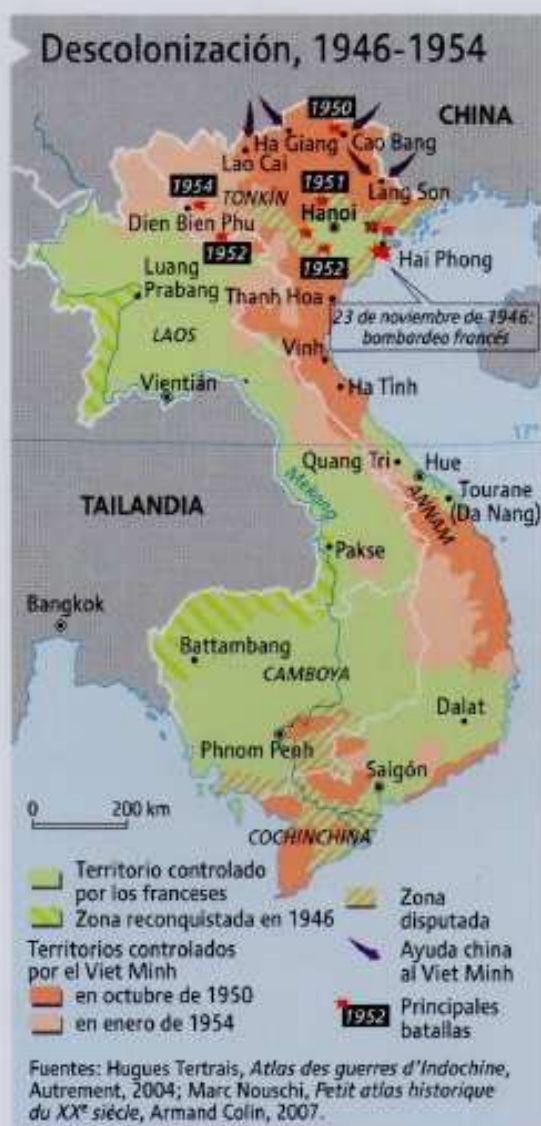 Descolonización, 1946-1954
CHINA
1950
Ha Giang
Cao Bang
Lao Cai
1954
TONKÍN
1951
Lang Son
Hanoi
Dien Bien Phu
1952
1952
Hai Phong
Luang
Prabang
Thanh Hoa
23 de noviembre de 1946:
bombardeo francés
LAOS
Vinh
Vientián
Ha Tinh
17°
Quang Tri
Hue
Mekong
ANNAM
Tourane
(Da Nang)
TAILANDIA
Pakse
Bangkok
Battambang
CAMBOYA
Dalat
Phnom Penh
Saigón
0 200 km
COCHINCHINA
Territorio controlado
por los franceses
Zona reconquistada en 1946
Territorios controlados
por el Viet Minh
en octubre de 1950
en enero de 1954
Zona
disputada
Ayuda china
al Viet Minh
1952
Principales
batallas
Fuentes: Hugues Tertrais, Atlas des guerres d'Indochine,
Autrement, 2004; Marc Nouschi, Petit atlas historique
du XXe siècle, Armand Colin, 2007.